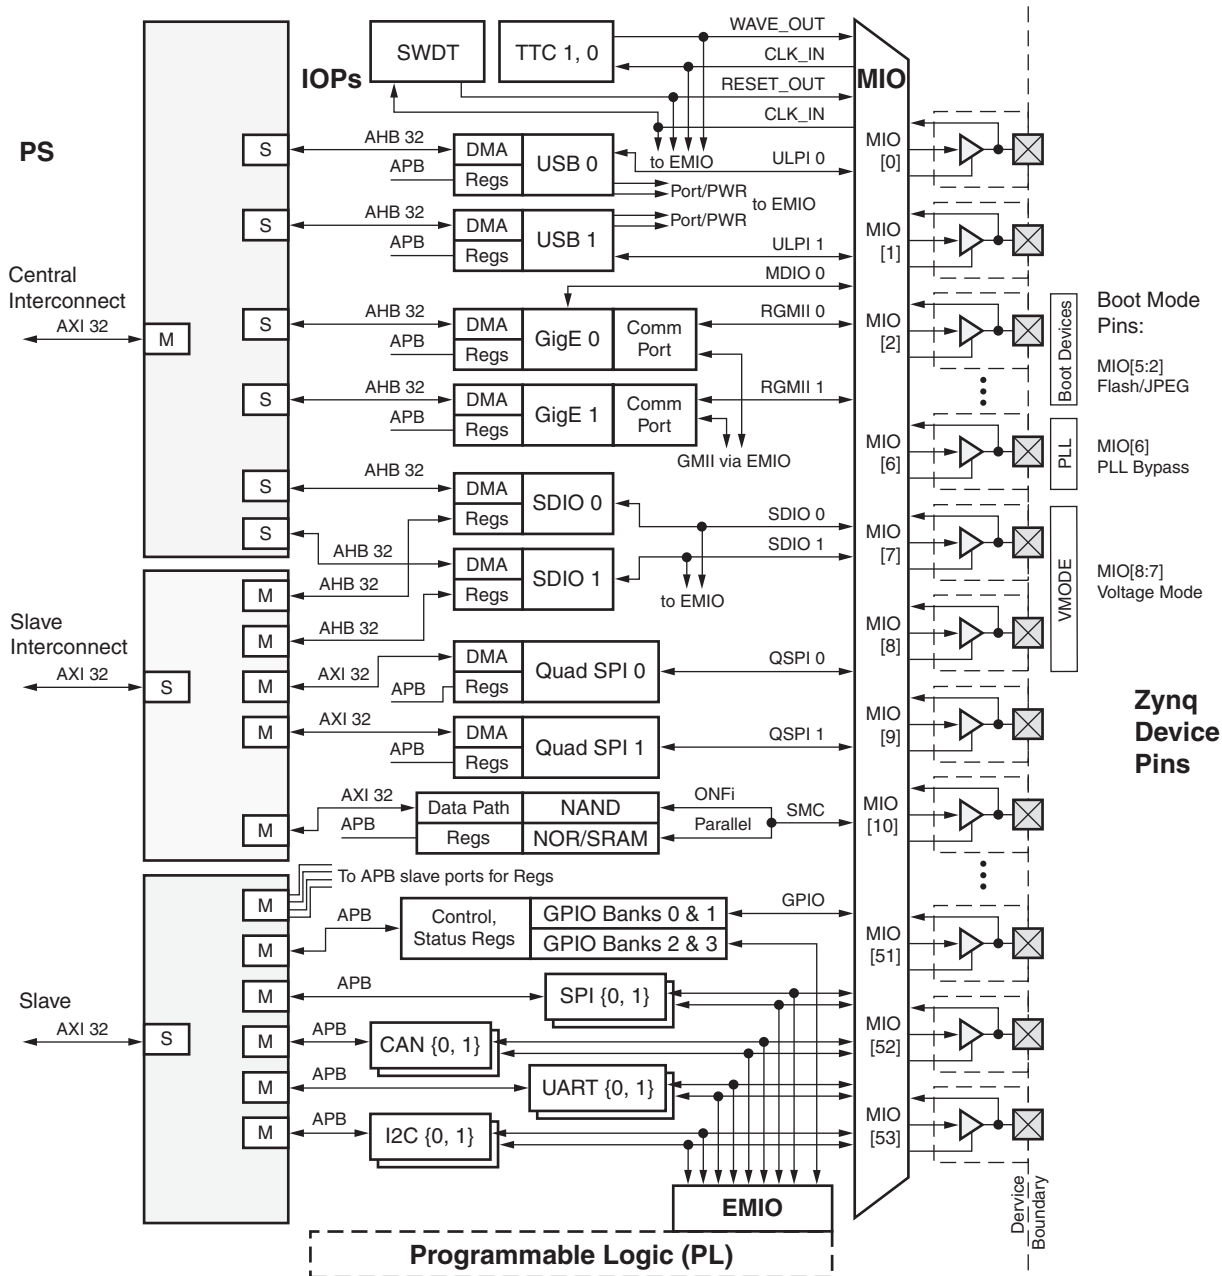 WAVE_OUT
SWDT
TTC 1, 0
CLK_IN
IOPs
MIO
RESET_OUT
CLK_IN
PS
S
AHB 32
DMA
USB 0
APB
Regs
to EMIO
ULPI 0
MIO
[0]
Port/PWR
to EMIO
S
AHB 32
DMA
USB 1
APB
Regs
Port/PWR
ULPI 1
MIO
[1]
MDIO 0
Central
Interconnect
AXI 32
M
S
AHB 32
DMA
GigE 0
Comm
Port
APB
Regs
RGMII 0
MIO
[2]
Boot Devices
Boot Mode
Pins:
MIO[5:2]
Flash/JPEG
S
AHB 32
DMA
GigE 1
Comm
Port
APB
Regs
RGMII 1
GMII via EMIO
MIO
[6]
PLL
MIO[6]
PLL Bypass
S
AHB 32
DMA
SDIO 0
Regs
SDIO 0
MIO
[7]
S
AHB 32
DMA
SDIO 1
Regs
SDIO 1
to EMIO
VMODE
MIO[8:7]
Voltage Mode
M
AHB 32
M
AHB 32
MIO
[8]
Slave
Interconnect
AXI 32
S
M
AXI 32
DMA
Quad SPI 0
APB
Regs
QSPI 0
M
AXI 32
DMA
Quad SPI 1
APB
Regs
QSPI 1
MIO
[9]
Zynq
Device
Pins
M
AXI 32
Data Path
NAND
ONFi
APB
Regs
NOR/SRAM
Parallel
SMC
MIO
[10]
M
To APB slave ports for Regs
M
APB
Control,
Status Regs
GPIO Banks 0 & 1
GPIO Banks 2 & 3
GPIO
MIO
[51]
Slave
AXI 32
S
M
APB
SPI {0, 1}
M
APB
CAN {0, 1}
MIO
[52]
M
APB
UART {0, 1}
M
APB
I2C {0, 1}
MIO
[53]
EMIO
Programmable Logic (PL)
Dervice
Boundary